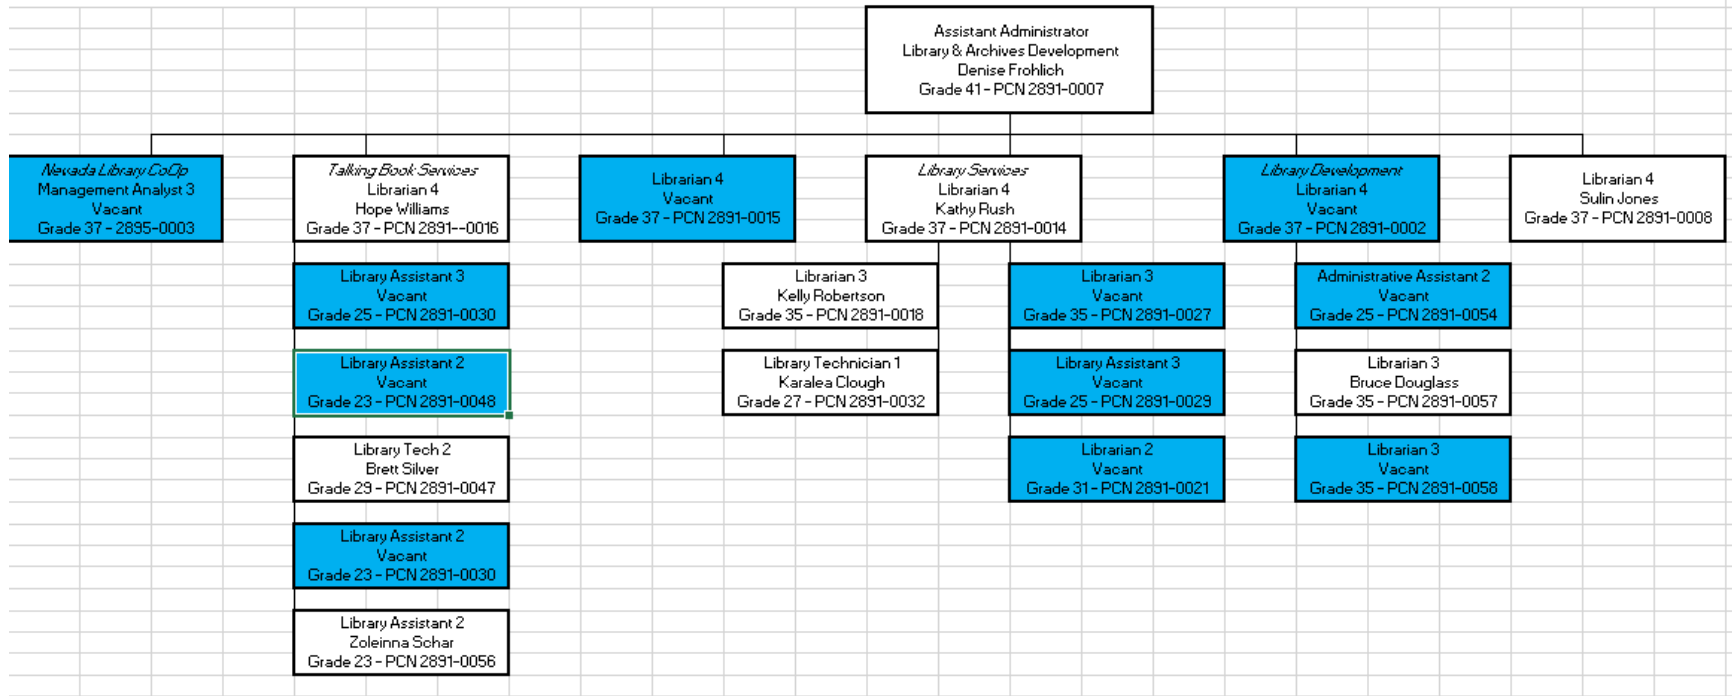 Assistant Administrator
Library & Archives Development
Denise Frohlich
Grade 41 - PCN 2891-0007
Nevada Library CoOp
Management Analyst 3
Vacant
Grade 37 - 2895-0003
Talking Book Services
Librarian 4
Hope Williams
Grade 37 - PCN 2891--0016
Librarian 4
Vacant
Grade 37 - PCN 2891-0015
Library Services
Librarian 4
Kathy Rush
Grade 37 - PCN 2891-0014
Library Development
Librarian 4
Vacant
Grade 37 - PCN 2891-0002
Librarian 4
Sulin Jones
Grade 37 - PCN 2891-0008
Library Assistant 3
Vacant
Grade 25 - PCN 2891-0030
Librarian 3
Kelly Robertson
Grade 35 - PCN 2891-0018
Librarian 3
Vacant
Grade 35 - PCN 2891-0027
Administrative Assistant 2
Vacant
Grade 25 - PCN 2891-0054
Library Assistant 2
Vacant
Grade 23 - PCN 2891-0048
Library Technician 1
Karalea Clough
Grade 27 - PCN 2891-0032
Library Assistant 3
Vacant
Grade 25 - PCN 2891-0029
Librarian 3
Bruce Douglass
Grade 35 - PCN 2891-0057
Library Tech 2
Brett Silver
Grade 29 - PCN 2891-0047
Librarian 2
Vacant
Grade 31 - PCN 2891-0021
Librarian 3
Vacant
Grade 35 - PCN 2891-0058
Library Assistant 2
Vacant
Grade 23 - PCN 2891-0030
Library Assistant 2
Zoleinna Schar
Grade 23 - PCN 2891-0056